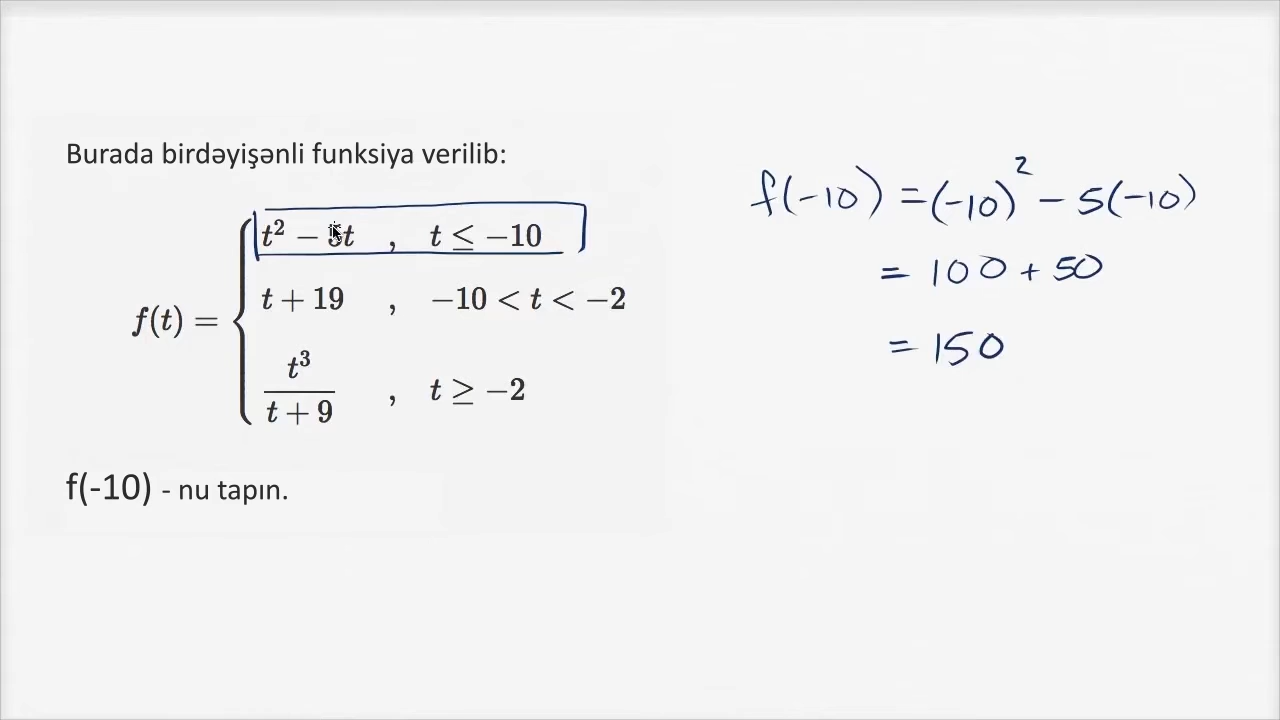 Burada birdəyişənli funksiya verilib:
t² − 5t , t ≤ −10
f(t) = t + 19 , −10 < t < −2
t³/(t + 9) , t ≥ −2
f(-10) - nu tapın.
f(-10) = (-10)² - 5(-10)
= 100 + 50
= 150